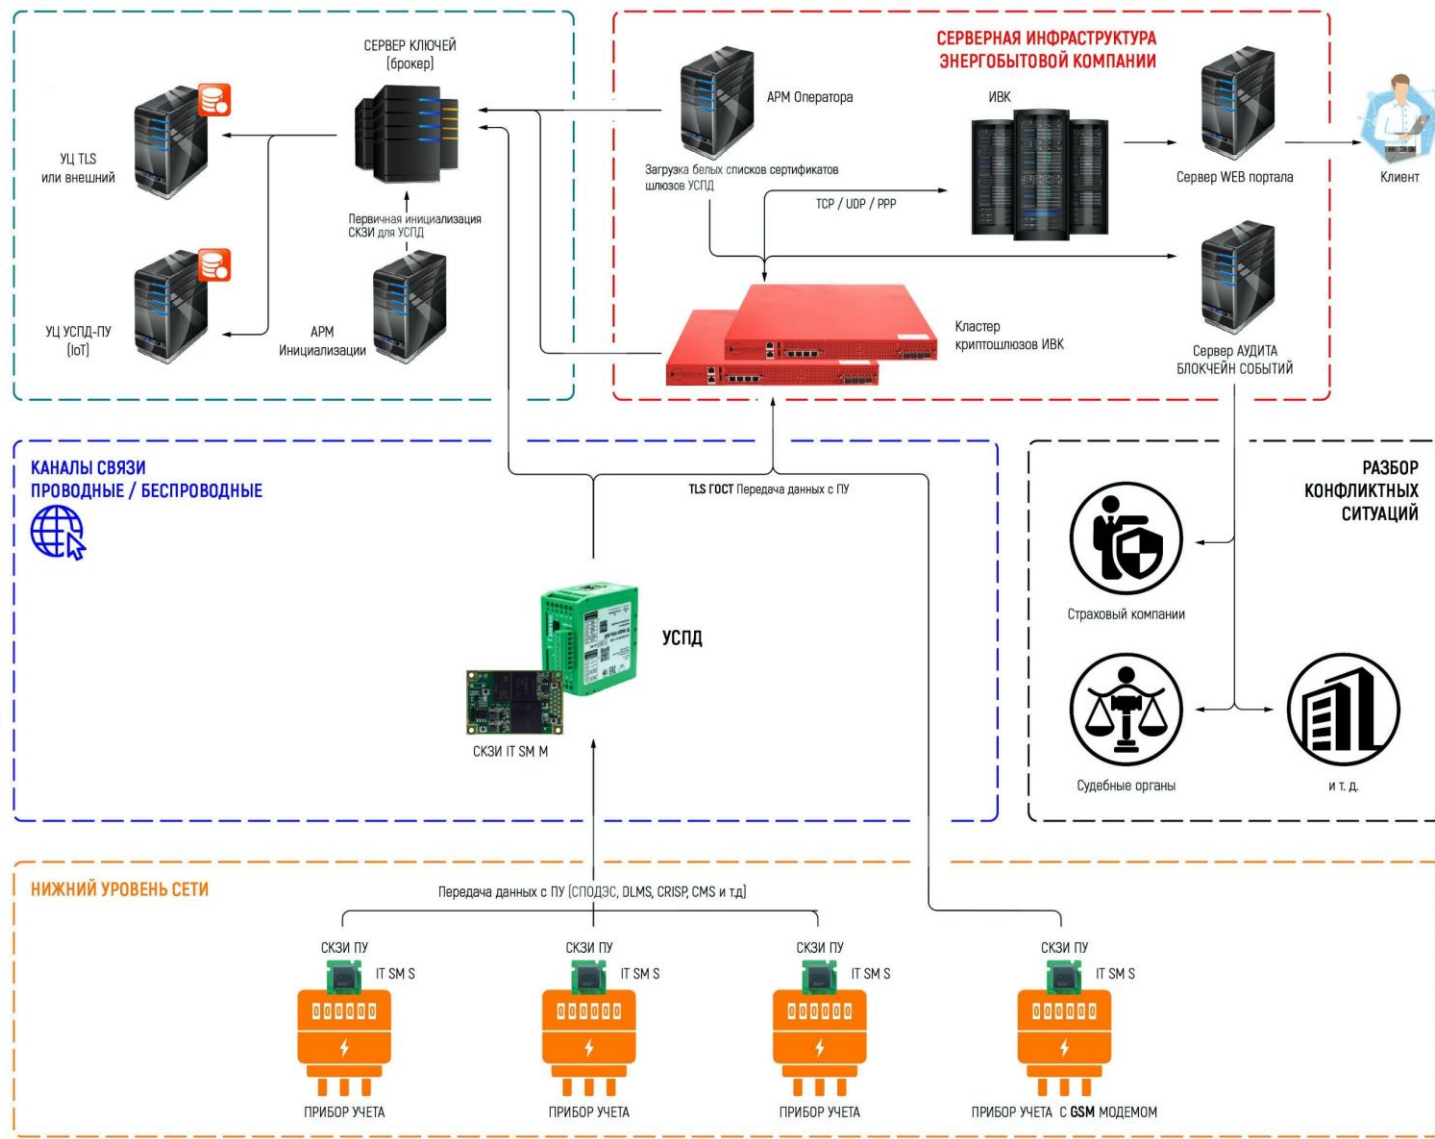 СЕРВЕР КЛЮЧЕЙ
(брокер)
УЦ TLS
или внешний
Первичная инициализация
СКЗИ для УСПД
УЦ УСПД-ПУ
(IoT)
АРМ
Инициализации
СЕРВЕРНАЯ ИНФРАСТРУКТУРА
ЭНЕРГОБЫТОВОЙ КОМПАНИИ
АРМ Оператора
ИВК
Загрузка белых списков сертификатов
шлюзов УСПД
TCP / UDP / PPP
Сервер WEB портала
Клиент
Кластер
криптошлюзов ИВК
Сервер АУДИТА
БЛОКЧЕЙН СОБЫТИЙ
КАНАЛЫ СВЯЗИ
ПРОВОДНЫЕ / БЕСПРОВОДНЫЕ
TLS ГОСТ Передача данных с ПУ
УСПД
СКЗИ IT SM M
РАЗБОР
КОНФЛИКТНЫХ
СИТУАЦИЙ
Страховый компании
Судебные органы
и т. д.
НИЖНИЙ УРОВЕНЬ СЕТИ
Передача данных с ПУ (СПОДЭС, DLMS, CRISP, CMS и т.д)
СКЗИ ПУ
IT SM S
000000
ПРИБОР УЧЕТА
СКЗИ ПУ
IT SM S
000000
ПРИБОР УЧЕТА
СКЗИ ПУ
IT SM S
000000
ПРИБОР УЧЕТА
СКЗИ ПУ
IT SM S
000000
ПРИБОР УЧЕТА С GSM МОДЕМОМ